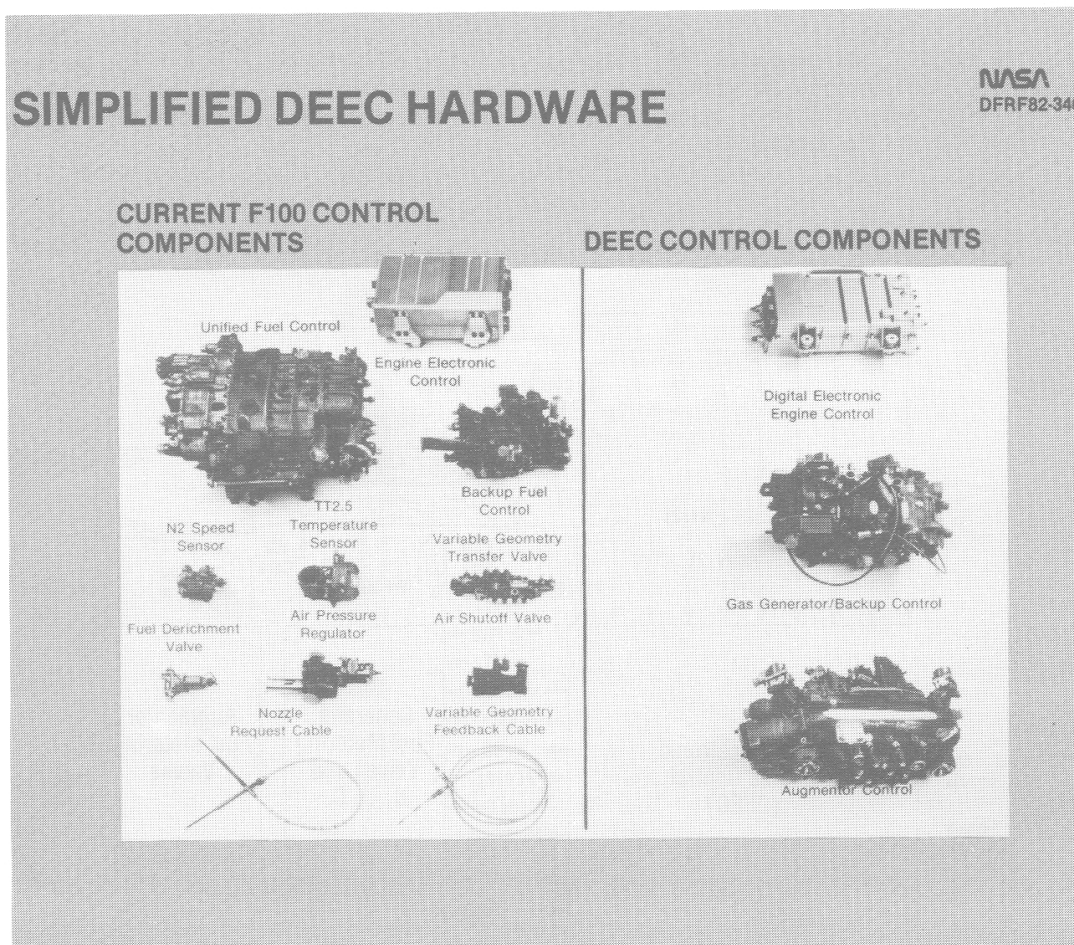 NASA
DFRF82-346
SIMPLIFIED DEEC HARDWARE
CURRENT F100 CONTROL
COMPONENTS
Unified Fuel Control
Engine Electronic
Control
Backup Fuel
Control
N2 Speed
Sensor
TT2.5
Temperature
Sensor
Variable Geometry
Transfer Valve
Fuel Derichment
Valve
Air Pressure
Regulator
Air Shutoff Valve
Nozzle
Request Cable
Variable Geometry
Feedback Cable
DEEC CONTROL COMPONENTS
Digital Electronic
Engine Control
Gas Generator/Backup Control
Augmentor Control